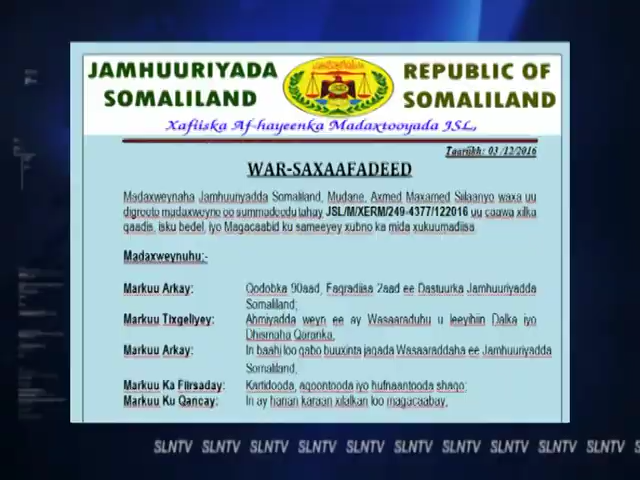 JAMHUURIYADA
SOMALILAND
REPUBLIC OF
SOMALILAND
Xafiiska Af-hayeenka Madaxtooyada JSL,
Taariikh: 03/12/2016
WAR-SAXAAFADEED
Madaxweynaha Jamhuuriyadda Somaliland, Mudane, Axmed Maxamed Siilaanyo waxa uu
digreeto madaxweyne oo summadeedu tahay JSL/M/XERM/249-4377/122016 uu caawa xilka
qaadis, isku bedel, iyo Magacaabid ku sameeyey xubno ka mida xukuumadiisa.
Madaxweynuhu;-
Markuu Arkay: Qodobka 90aad, Faqradiisa 2aad ee Dastuurka Jamhuuriyadda
Somaliland;
Markuu Tixgeliyey: Ahmiyadda weyn ee ay Wasaaraduhu u leeyihiin Dalka iyo
Dhismaha Qaranka,
Markuu Arkay: In baahi loo qabo buuxinta jagada Wasaaraddaha ee Jamhuuriyadda
Somaliland,
Markuu Ka Fiirsaday: Kartidooda, aqoontooda iyo hufnaantooda shaqo;
Markuu Ku Qancay: In ay hanan karaan xilalkan loo magacaabay,
SLNTV SLNTV SLNTV SLNTV SLNTV SLNTV SLNTV SLNTV SLNTV SLNTV